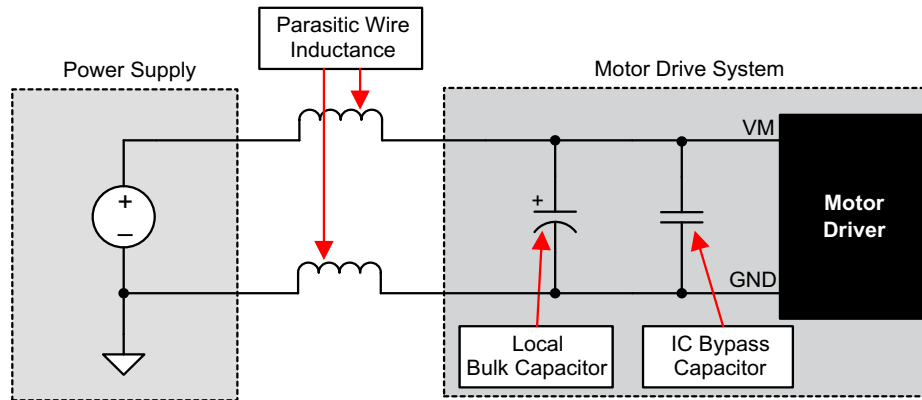 Parasitic Wire
Inductance
Power Supply
Motor Drive System
VM
+
–
+
Motor
Driver
GND
Local
Bulk Capacitor
IC Bypass
Capacitor